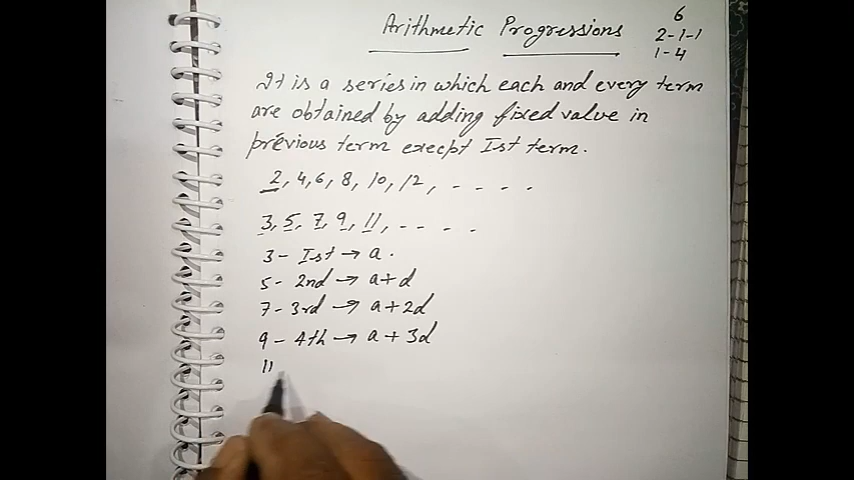 Arithmetic Progressions
6
2-1-1
1-4
It is a series in which each and every term
are obtained by adding fixed value in
previous term execpt Ist term.
2, 4, 6, 8, 10, 12, - - - -
3, 5, 7, 9, 11, - - - -
3 - Ist → a .
5 - 2nd → a+d
7 - 3rd → a+2d
9 - 4th → a+3d
11